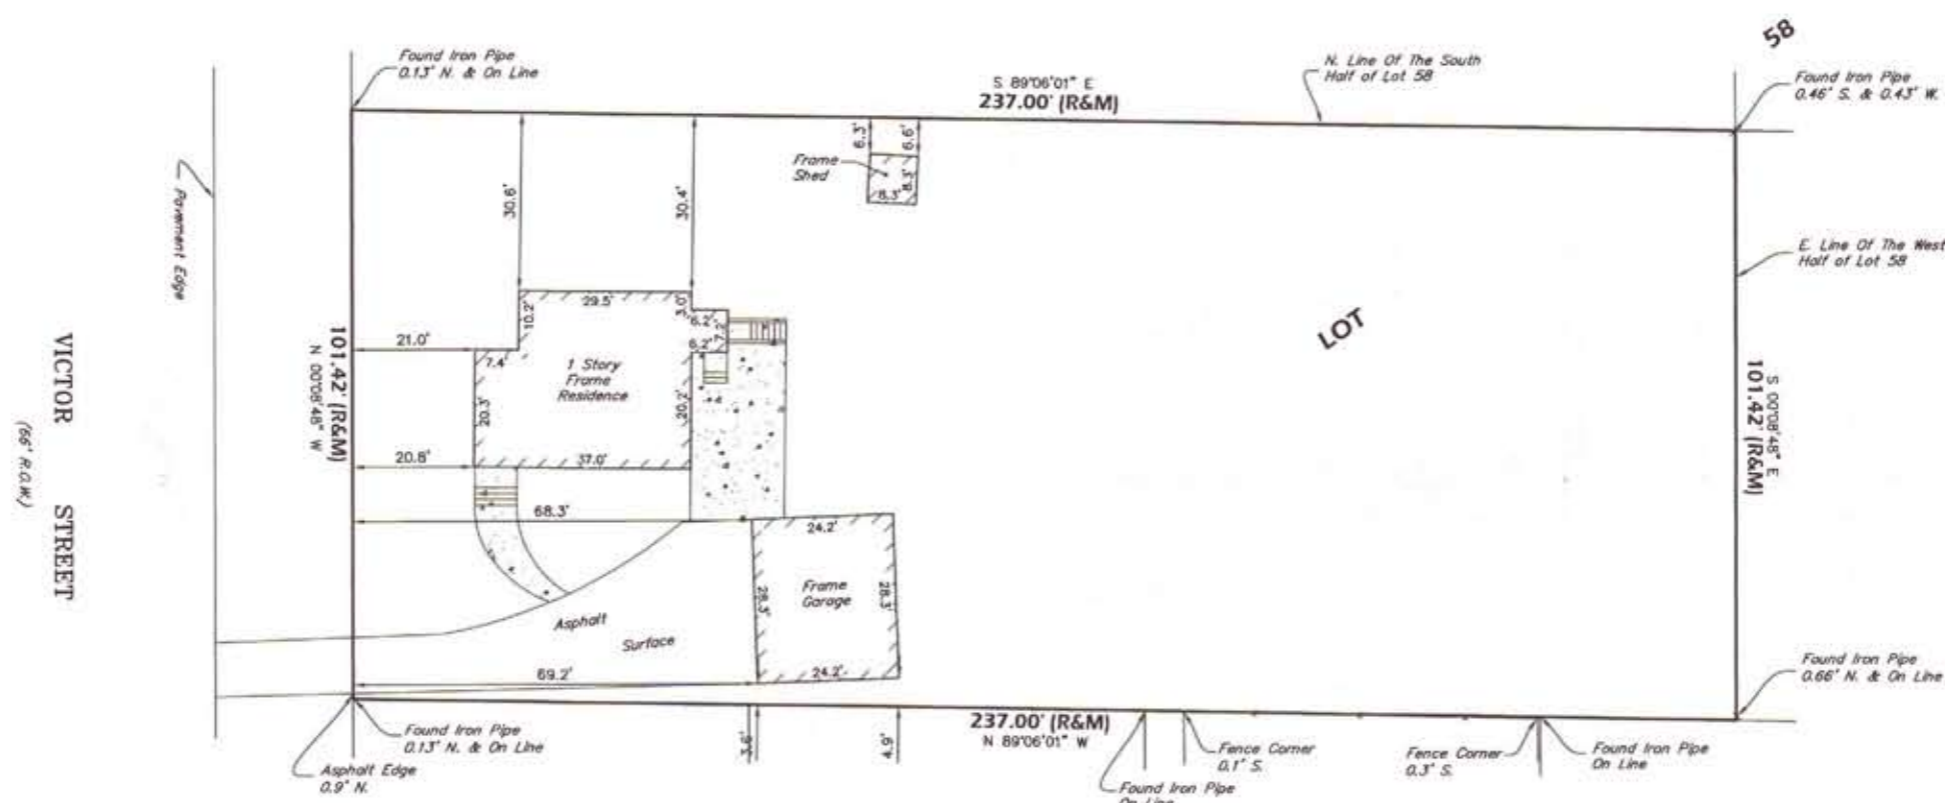 Found Iron Pipe
0.13' N. & On Line
S 89°06'01" E
237.00' (R&M)
N. Line Of The South
Half of Lot 58
58
Found Iron Pipe
0.46' S. & 0.43' W.
Pavement Edge
30.6'
30.4'
6.3'
6.6'
Frame
Shed
8.3'
8.3'
E. Line Of The West
Half of Lot 58
LOT
VICTOR STREET
(66' R.O.W.)
101.42' (R&M)
N 00°08'48" W
21.0'
29.5'
10.2'
3.0'
6.2'
7.2'
6.2'
7.4'
1 Story
Frame
Residence
20.3'
20.2'
37.0'
20.8'
S 00°08'48" E
101.42' (R&M)
68.3'
24.2'
Frame
Garage
28.3'
28.3'
24.2'
Asphalt
Surface
69.2'
Found Iron Pipe
0.66' N. & On Line
Found Iron Pipe
0.13' N. & On Line
Asphalt Edge
0.9' N.
3.6'
4.9'
237.00' (R&M)
N 89°06'01" W
Found Iron Pipe
On Line
Fence Corner
0.1' S.
Fence Corner
0.3' S.
Found Iron Pipe
On Line